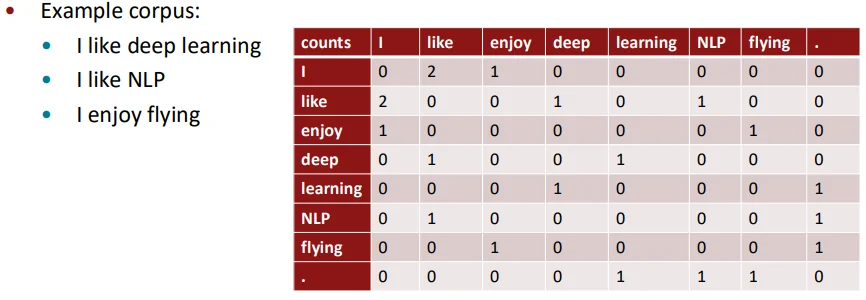 Example corpus:
I like deep learning
I like NLP
I enjoy flying
counts I like enjoy deep learning NLP flying .
I 0 2 1 0 0 0 0 0
like 2 0 0 1 0 1 0 0
enjoy 1 0 0 0 0 0 1 0
deep 0 1 0 0 1 0 0 0
learning 0 0 0 1 0 0 0 1
NLP 0 1 0 0 0 0 0 1
flying 0 0 1 0 0 0 0 1
. 0 0 0 0 1 1 1 0